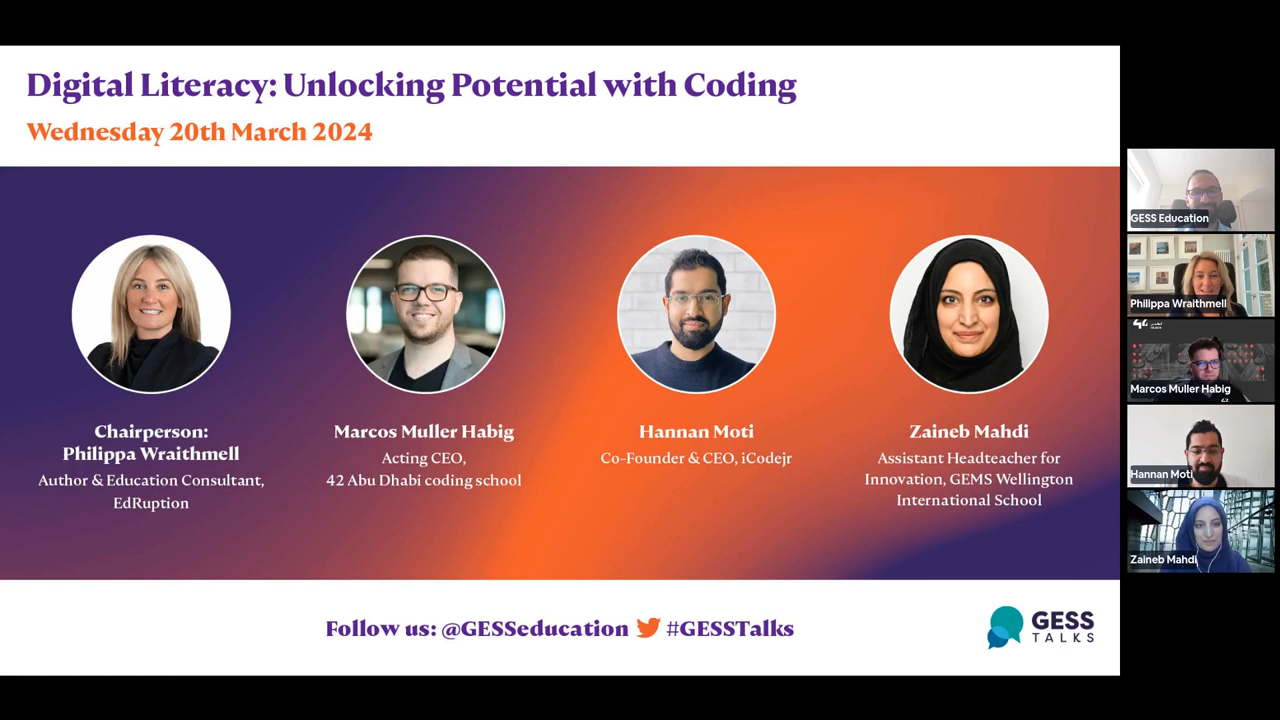 Digital Literacy: Unlocking Potential with Coding
Wednesday 20th March 2024
Chairperson:
Philippa Wraithmell
Author & Education Consultant,
EdRuption
Marcos Muller Habig
Acting CEO,
42 Abu Dhabi coding school
Hannan Moti
Co-Founder & CEO, iCodejr
Zaineb Mahdi
Assistant Headteacher for
Innovation, GEMS Wellington
International School
Follow us: @GESSeducation #GESSTalks
GESS
TALKS
GESS Education
Philippa Wraithmell
42
Marcos Muller Habig
Hannan Moti
Zaineb Mahdi